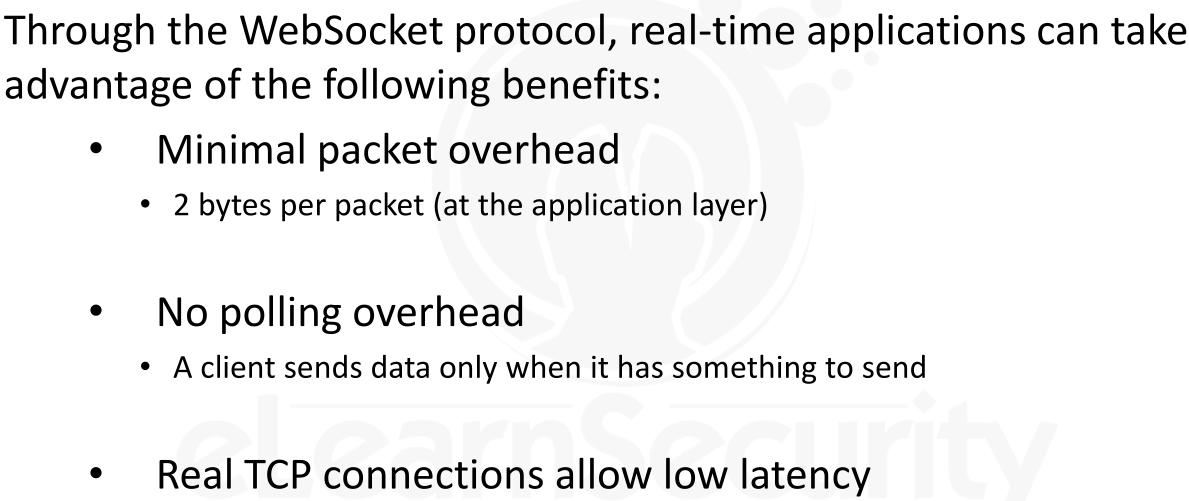 Through the WebSocket protocol, real-time applications can take
advantage of the following benefits:
• Minimal packet overhead
• 2 bytes per packet (at the application layer)
• No polling overhead
• A client sends data only when it has something to send
eLearnSecurity
• Real TCP connections allow low latency